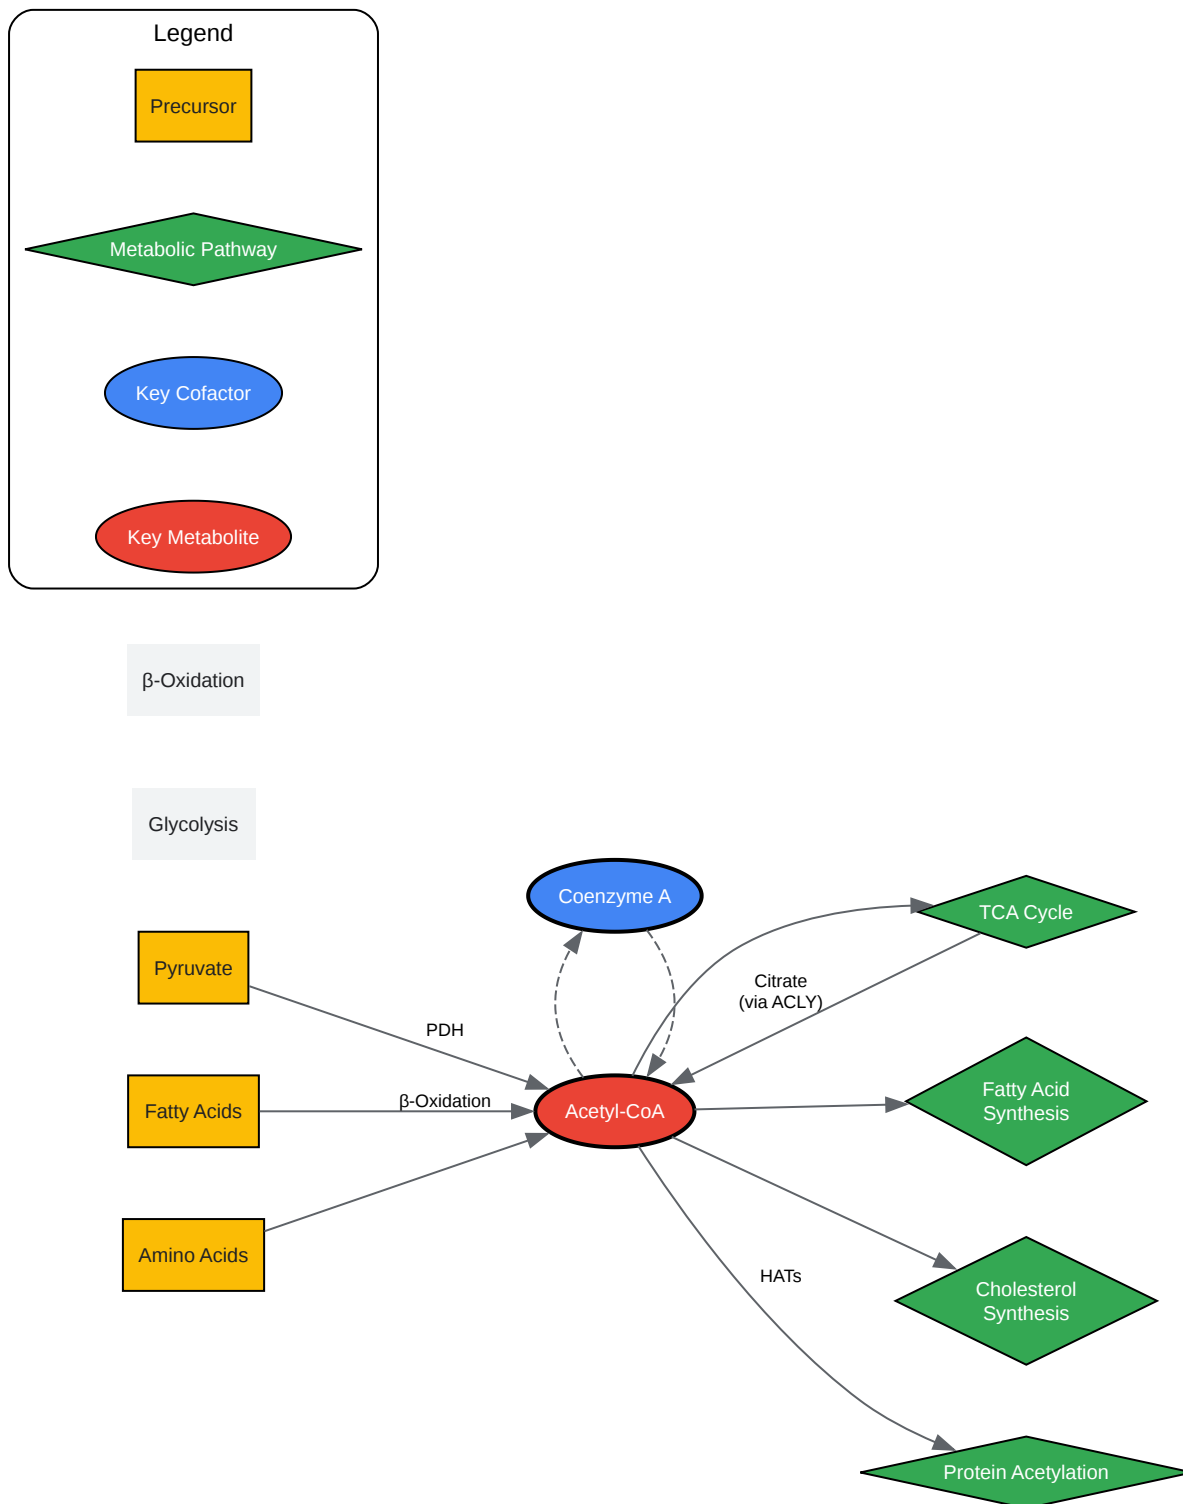 Legend
Precursor
Metabolic Pathway
Key Cofactor
Key Metabolite
β-Oxidation
Glycolysis
Coenzyme A
TCA Cycle
Pyruvate
Citrate
(via ACLY)
PDH
Fatty Acids
β-Oxidation
Acetyl-CoA
Fatty Acid
Synthesis
Amino Acids
HATs
Cholesterol
Synthesis
Protein Acetylation